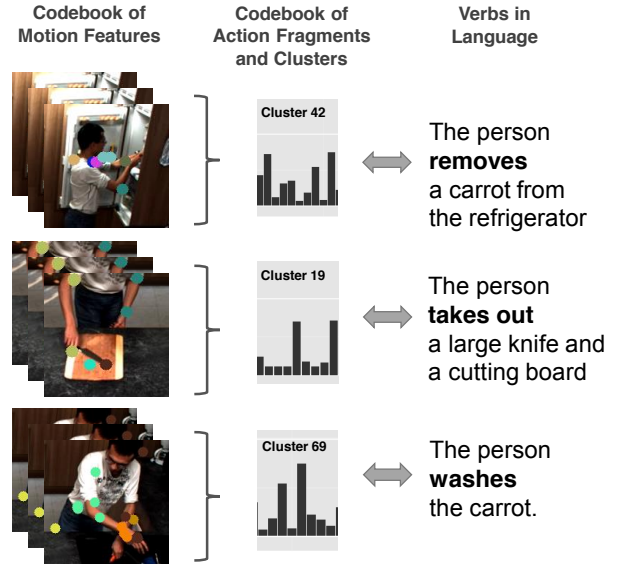 Codebook of
Motion Features
Codebook of
Action Fragments
and Clusters
Verbs in
Language
Cluster 42
The person
removes
a carrot from
the refrigerator
Cluster 19
The person
takes out
a large knife and
a cutting board
Cluster 69
The person
washes
the carrot.